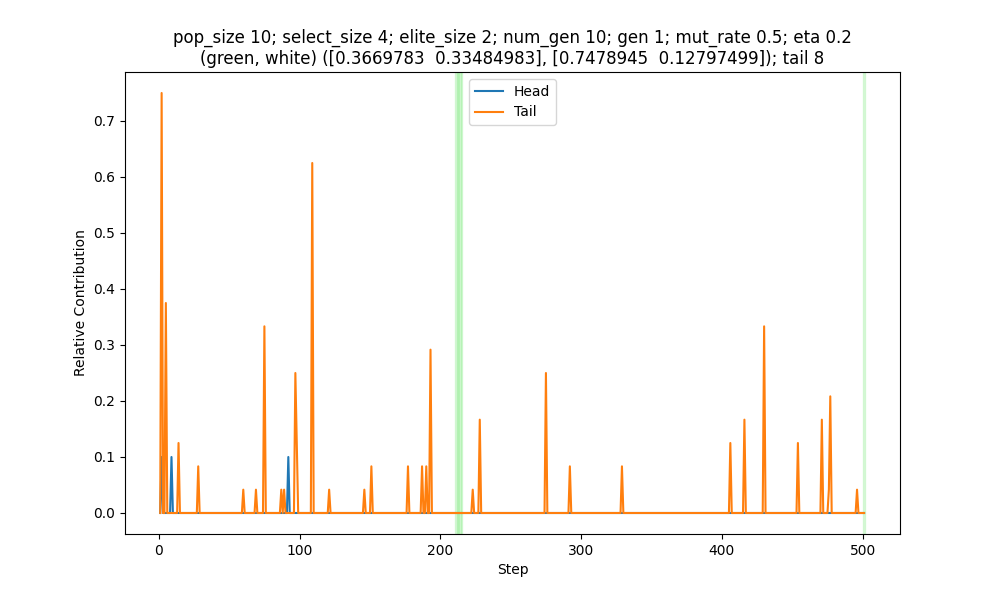 pop_size 10; select_size 4; elite_size 2; num_gen 10; gen 1; mut_rate 0.5; eta 0.2
(green, white) ([0.3669783  0.33484983], [0.7478945  0.12797499]); tail 8
Head
Tail
Relative Contribution
0.7
0.6
0.5
0.4
0.3
0.2
0.1
0.0
0
100
200
300
400
500
Step